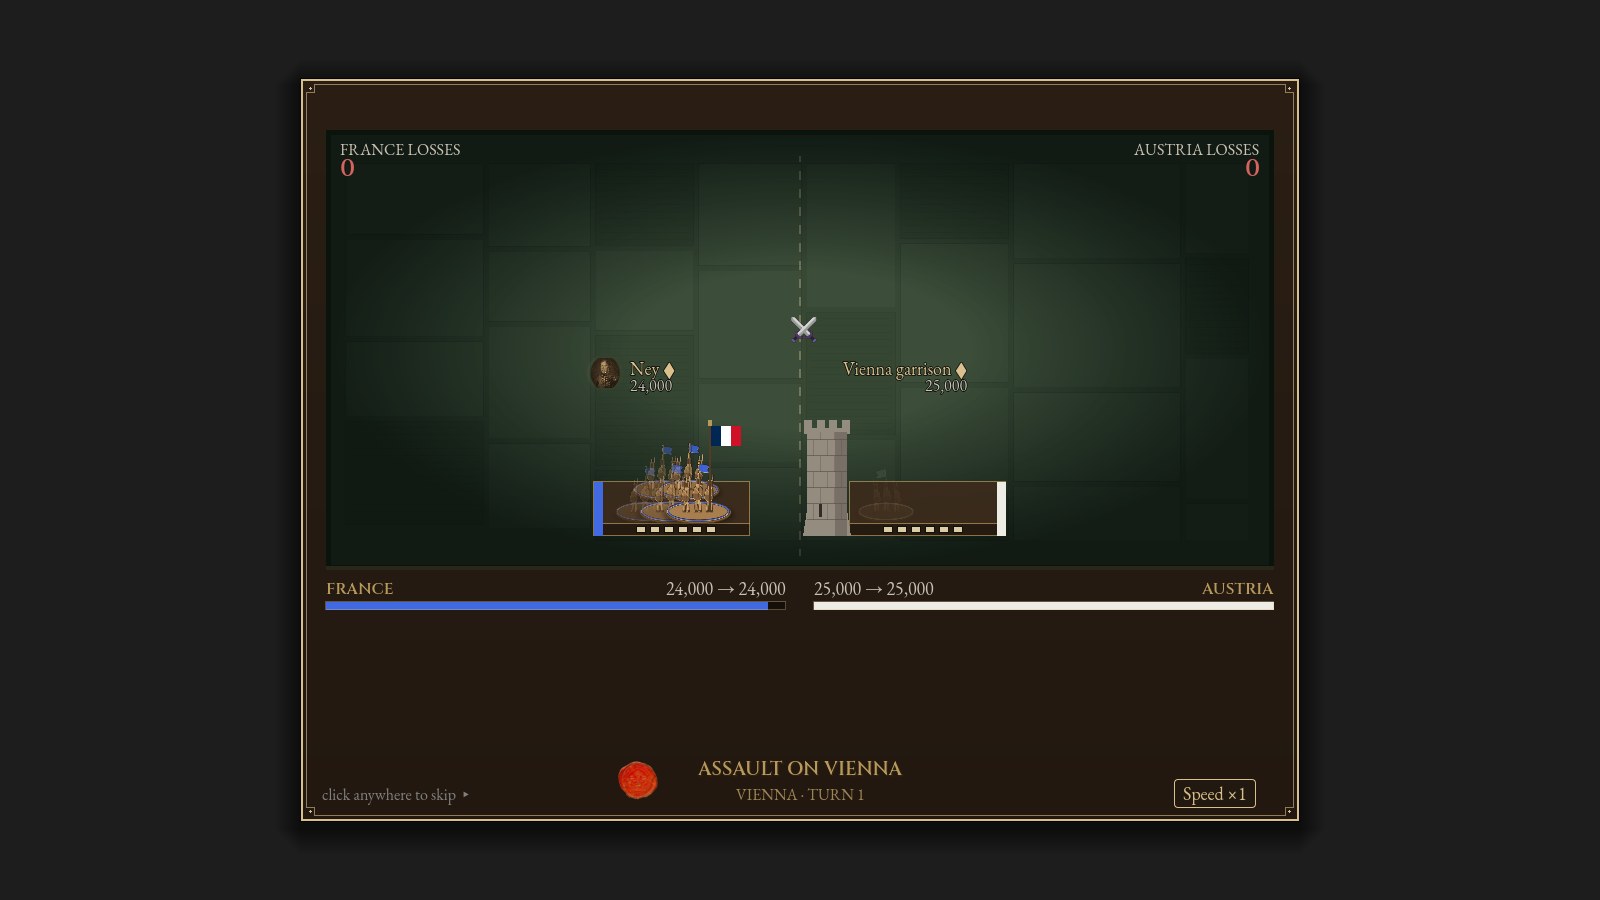 FRANCE LOSSES
0
AUSTRIA LOSSES
0
Ney
24,000
Vienna garrison
25,000
FRANCE
24,000 → 24,000
25,000 → 25,000
AUSTRIA
ASSAULT ON VIENNA
VIENNA · TURN 1
click anywhere to skip ▸
Speed ×1